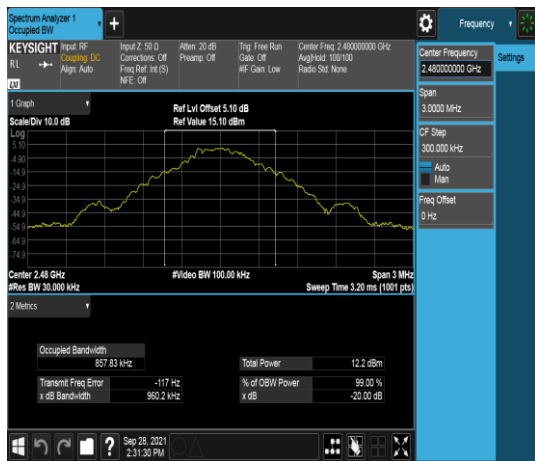 Spectrum Analyzer 1
Occupied BW
+
Frequency
KEYSIGHT
Input: RF
Input Z: 50 Ω
Atten: 20 dB
Trig: Free Run
Center Freq: 2.480000000 GHz
RL
Coupling: DC
Corrections: Off
Preamp: Off
Gate: Off
Avg|Hold: 100/100
Align: Auto
Freq Ref: Int (S)
#IF Gain: Low
Radio Std: None
NFE: Off
LXI
1 Graph
Ref Lvl Offset 5.10 dB
Scale/Div 10.0 dB
Ref Value 15.10 dBm
Log
5.10
-4.90
-14.9
-24.9
-34.9
-44.9
-54.9
-64.9
-74.9
Center 2.48 GHz
#Video BW 100.00 kHz
Span 3 MHz
#Res BW 30.000 kHz
Sweep Time 3.20 ms (1001 pts)
2 Metrics
Occupied Bandwidth
857.83 kHz
Total Power
12.2 dBm
Transmit Freq Error
-117 Hz
% of OBW Power
99.00 %
x dB Bandwidth
960.2 kHz
x dB
-20.00 dB
Center Frequency
2.480000000 GHz
Settings
Span
3.0000 MHz
CF Step
300.000 kHz
Auto
Man
Freq Offset
0 Hz
?
Sep 28, 2021
2:31:30 PM